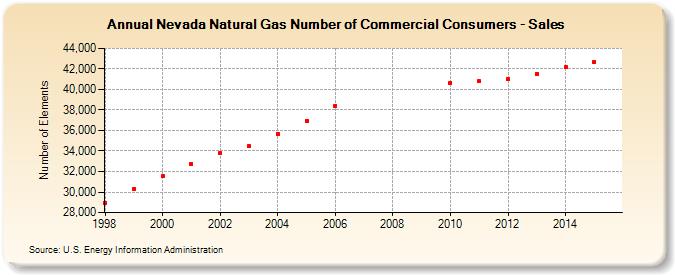 Annual Nevada Natural Gas Number of Commercial Consumers - Sales
Number of Elements
44,000
42,000
40,000
38,000
36,000
34,000
32,000
30,000
28,000
1998 2000 2002 2004 2006 2008 2010 2012 2014
Source: U.S. Energy Information Administration